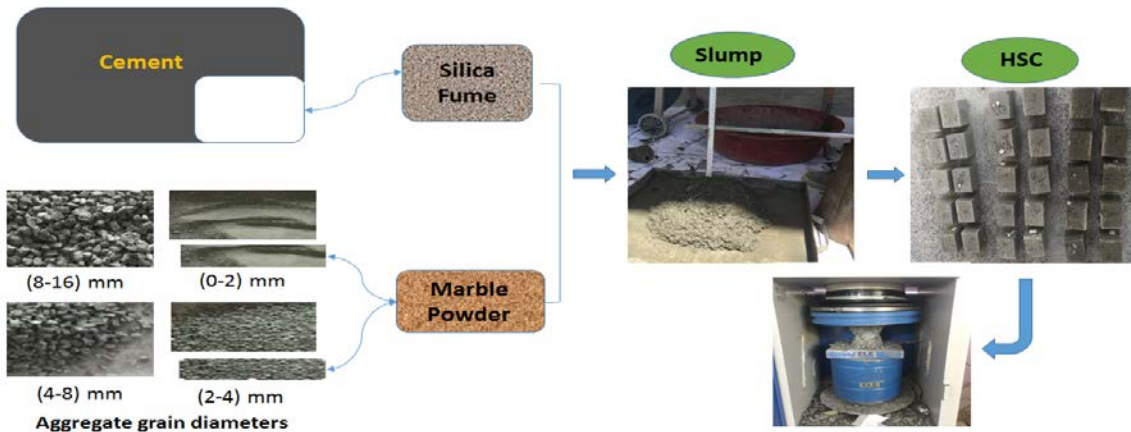 Cement
Silica
Fume
Slump
HSC
(8-16) mm
(0-2) mm
Marble
Powder
(4-8) mm
(2-4) mm
Aggregate grain diameters
ELE